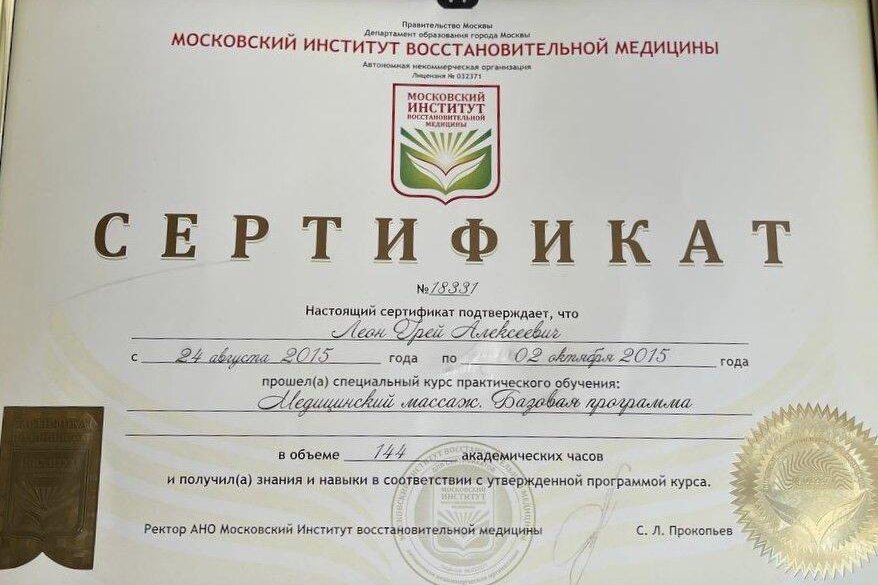 Правительство Москвы
Департамент образования города Москвы
МОСКОВСКИЙ ИНСТИТУТ ВОССТАНОВИТЕЛЬНОЙ МЕДИЦИНЫ
Автономная некоммерческая организация
Лицензия № 032371
МОСКОВСКИЙ
ИНСТИТУТ
ВОССТАНОВИТЕЛЬНОЙ
МЕДИЦИНЫ
СЕРТИФИКАТ
№18331
Настоящий сертификат подтверждает, что
Леон Грей Алексеевич
с 24 августа 2015 года по 02 октября 2015 года
прошел(а) специальный курс практического обучения:
Медицинский массаж. Базовая программа
в объеме 144 академических часов
и получил(а) знания и навыки в соответствии с утвержденной программой курса.
МОСКОВСКИЙ
ИНСТИТУТ
Ректор АНО Московский Институт восстановительной медицины С. Л. Прокопьев